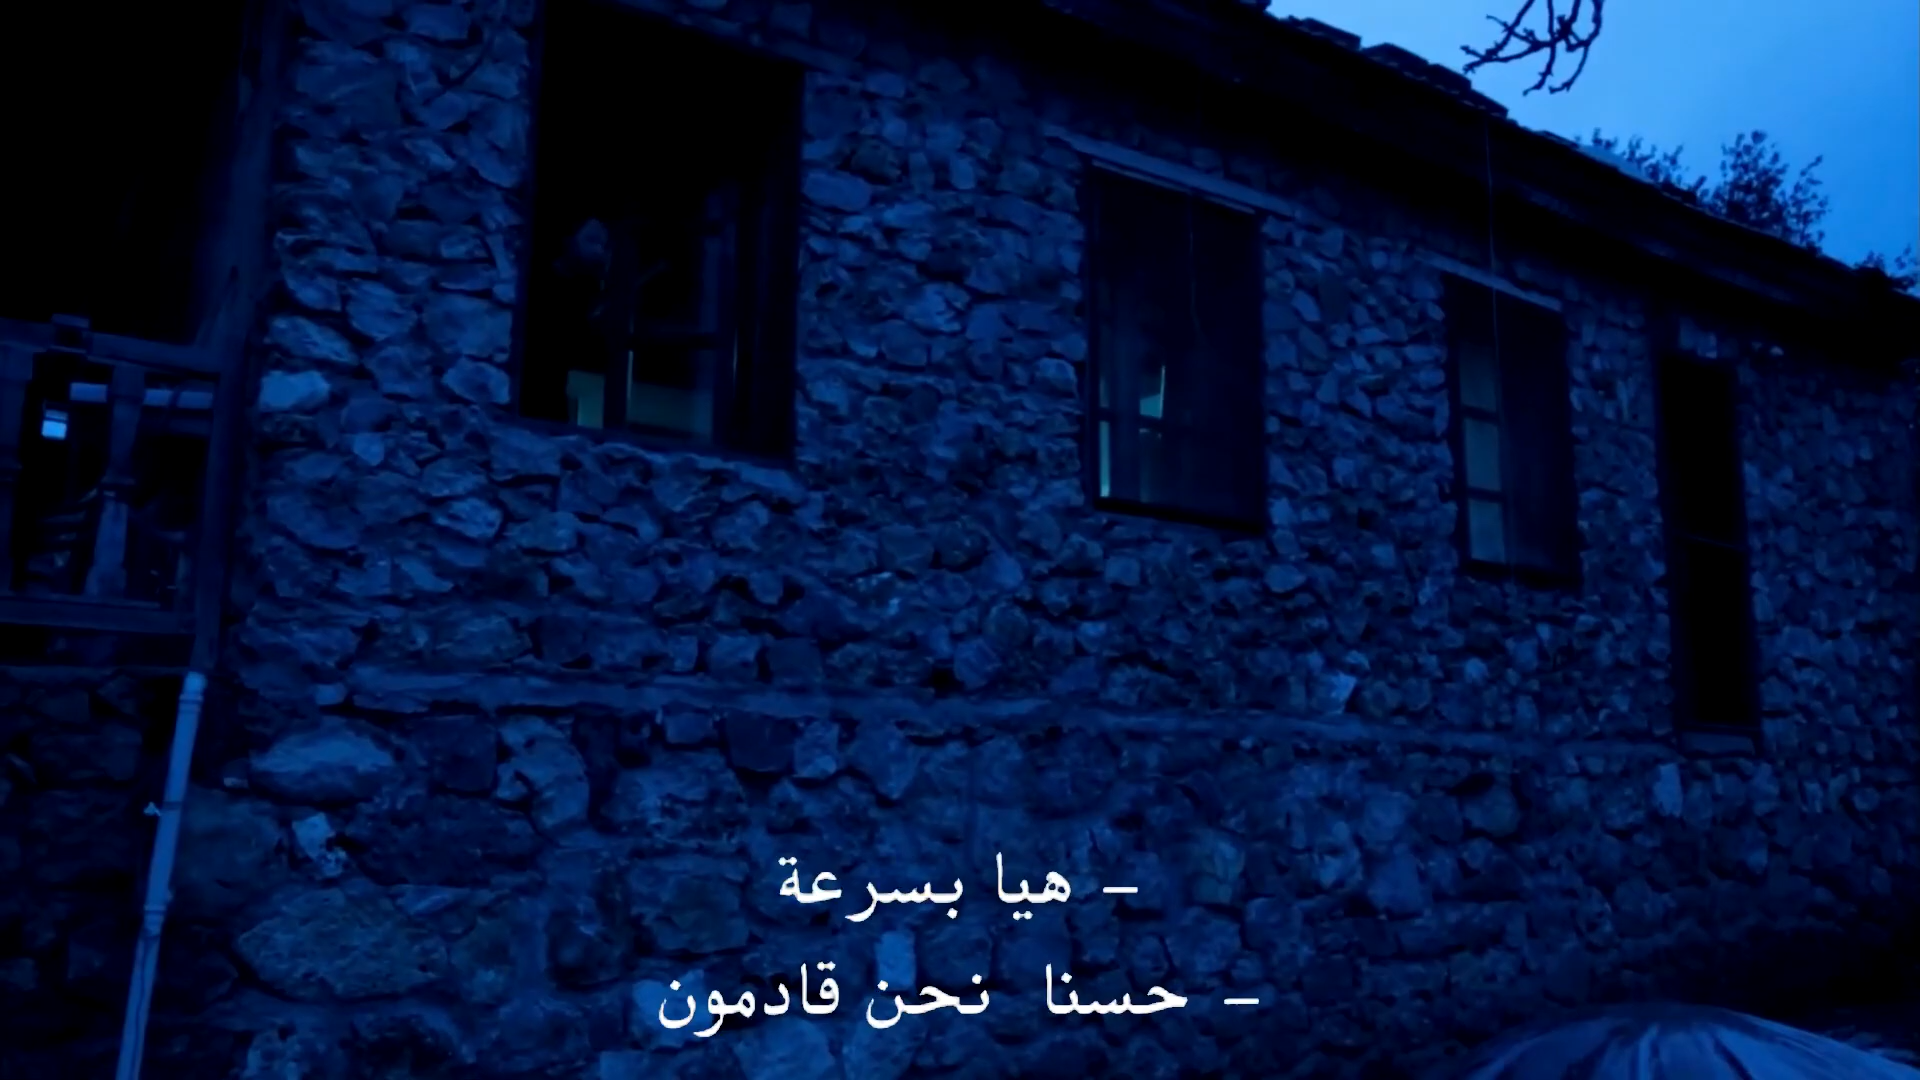 – هيا بسرعة
– حسنا نحن قادمون